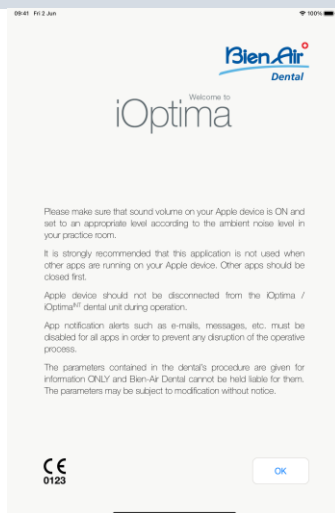 09:41 Fri 2 Jun 100%
Bien Air
Dental
Welcome to
iOptima
Please make sure that sound volume on your Apple device is ON and
set to an appropriate level according to the ambient noise level in
your practice room.
It is strongly recommended that this application is not used when
other apps are running on your Apple device. Other apps should be
closed first.
Apple device should not be disconnected from the iOptima /
iOptimaᴵᴺᵀ dental unit during operation.
App notification alerts such as e-mails, messages, etc. must be
disabled for all apps in order to prevent any disruption of the operative
process.
The parameters contained in the dental's procedure are given for
information ONLY and Bien-Air Dental cannot be held liable for them.
The parameters may be subject to modification without notice.
CE
0123
OK